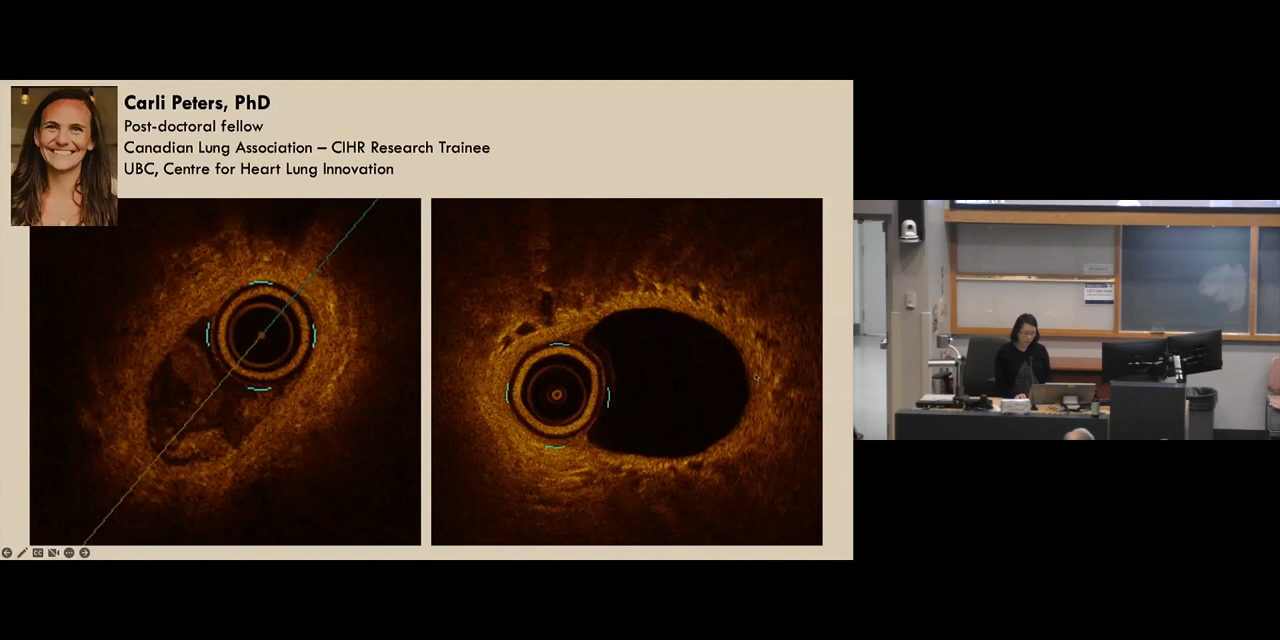 Carli Peters, PhD
Post-doctoral fellow
Canadian Lung Association – CIHR Research Trainee
UBC, Centre for Heart Lung Innovation